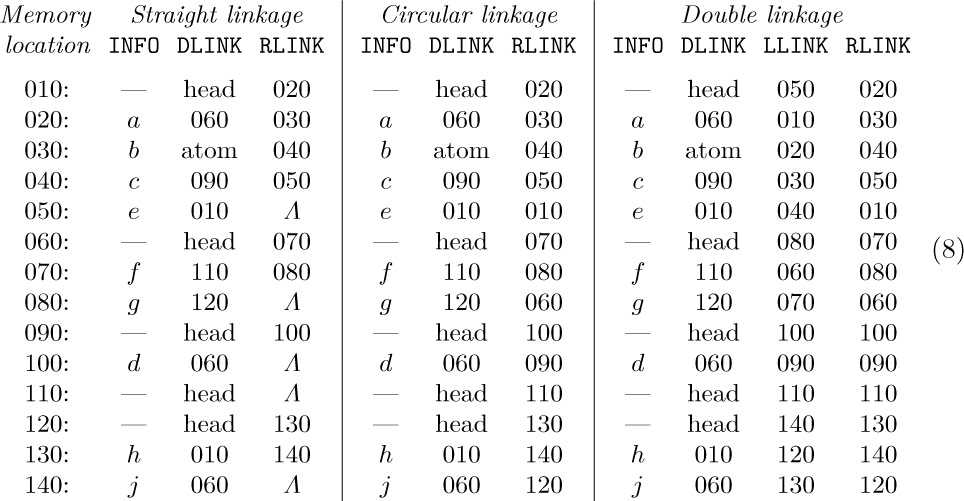 Memory Straight linkage Circular linkage Double linkage
location INFO DLINK RLINK INFO DLINK RLINK INFO DLINK LLINK RLINK
010: — head 020 — head 020 — head 050 020
020: a 060 030 a 060 030 a 060 010 030
030: b atom 040 b atom 040 b atom 020 040
040: c 090 050 c 090 050 c 090 030 050
050: e 010 Λ e 010 010 e 010 040 010
060: — head 070 — head 070 — head 080 070
(8)
070: f 110 080 f 110 080 f 110 060 080
080: g 120 Λ g 120 060 g 120 070 060
090: — head 100 — head 100 — head 100 100
100: d 060 Λ d 060 090 d 060 090 090
110: — head Λ — head 110 — head 110 110
120: — head 130 — head 130 — head 140 130
130: h 010 140 h 010 140 h 010 120 140
140: j 060 Λ j 060 120 j 060 130 120